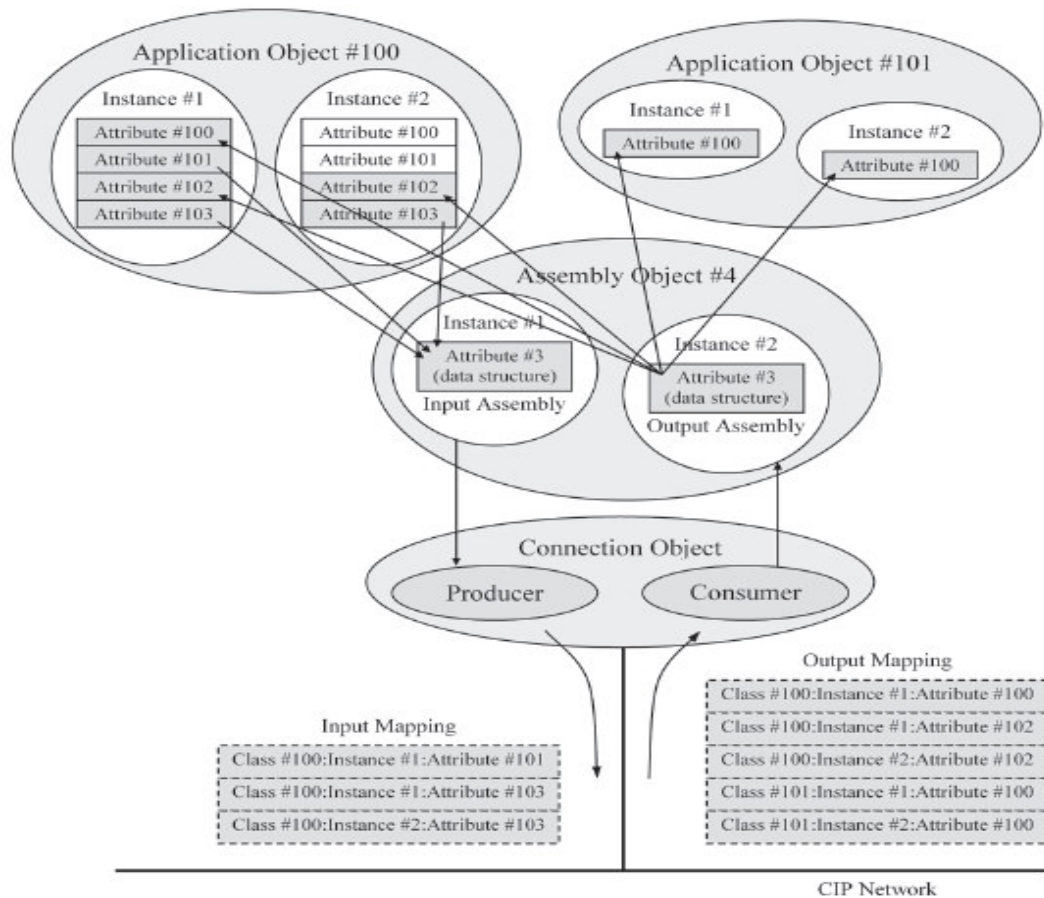 Application Object #100
Instance #1
Attribute #100
Attribute #101
Attribute #102
Attribute #103
Instance #2
Attribute #100
Attribute #101
Attribute #102
Attribute #103
Application Object #101
Instance #1
Attribute #100
Instance #2
Attribute #100
Assembly Object #4
Instance #1
Attribute #3
(data structure)
Input Assembly
Instance #2
Attribute #3
(data structure)
Output Assembly
Connection Object
Producer
Consumer
Input Mapping
Class #100:Instance #1:Attribute #101
Class #100:Instance #1:Attribute #103
Class #100:Instance #2:Attribute #103
Output Mapping
Class #100:Instance #1:Attribute #100
Class #100:Instance #1:Attribute #102
Class #100:Instance #2:Attribute #102
Class #101:Instance #1:Attribute #100
Class #101:Instance #2:Attribute #100
CIP Network